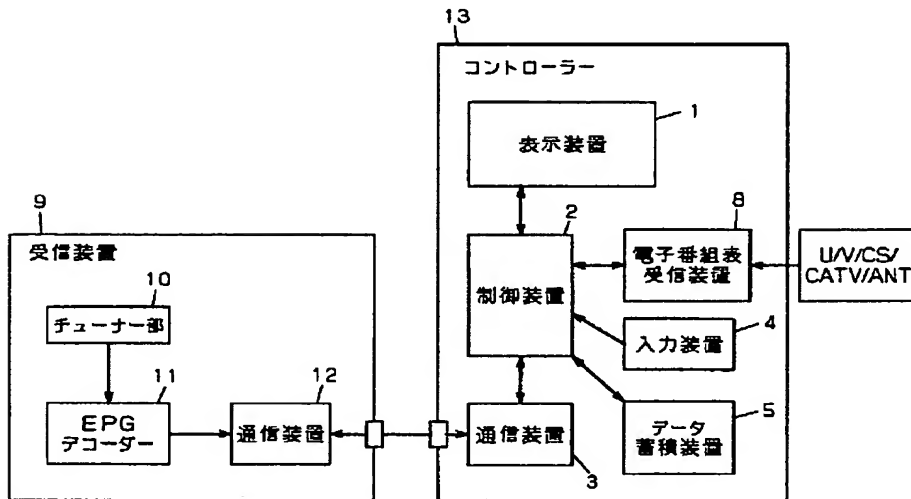 13
コントローラー
1
表示装置
9
受信装置
2
8
制御装置
電子番組表
受信装置
U/V/CS/
CATV/ANT
10
チューナー部
4
入力装置
11
EPG
デコーダー
12
通信装置
通信装置
3
5
データ
蓄積装置